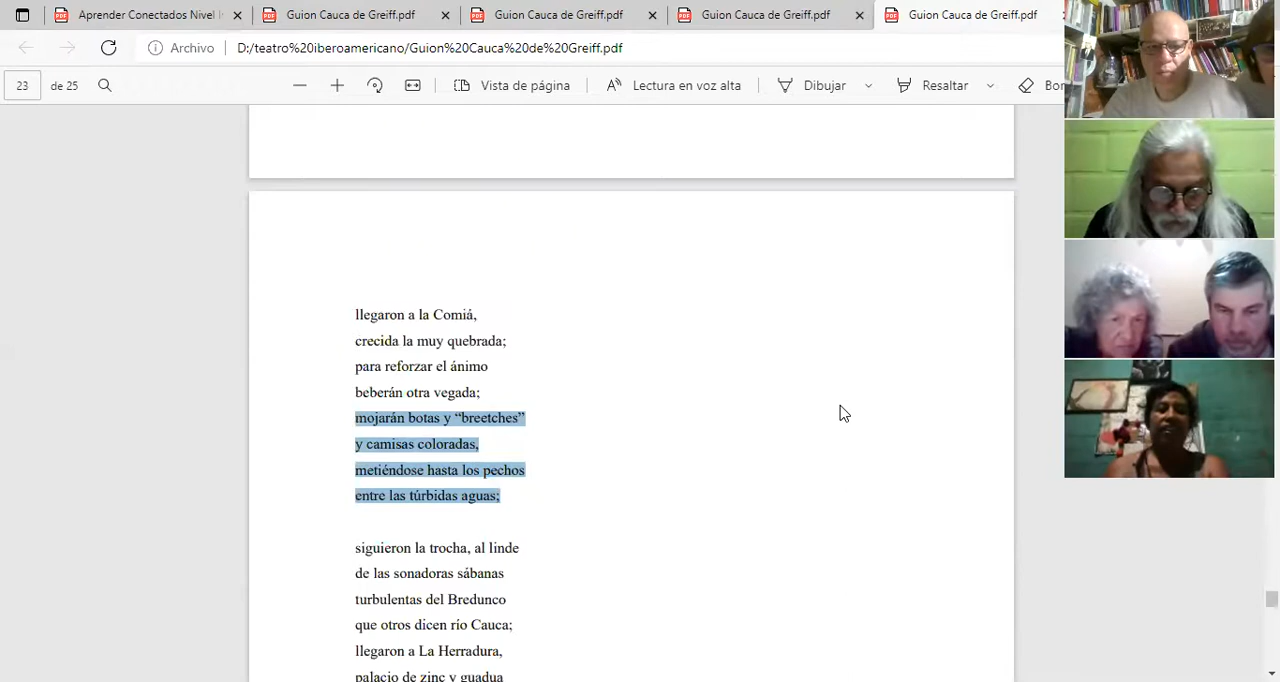 Aprender Conectados Nivel I
Guion Cauca de Greiff.pdf
Guion Cauca de Greiff.pdf
Guion Cauca de Greiff.pdf
Guion Cauca de Greiff.pdf
Archivo
D:/teatro%20iberoamericano/Guion%20Cauca%20de%20Greiff.pdf
23 de 25
Vista de página
Lectura en voz alta
Dibujar
Resaltar
Bor
llegaron a la Comiá,
crecida la muy quebrada;
para reforzar el ánimo
beberán otra vegada;
mojarán botas y “breetches”
y camisas coloradas,
metiéndose hasta los pechos
entre las túrbidas aguas;
siguieron la trocha, al linde
de las sonadoras sábanas
turbulentas del Bredunco
que otros dicen río Cauca;
llegaron a La Herradura,
palacio de zinc y guadua